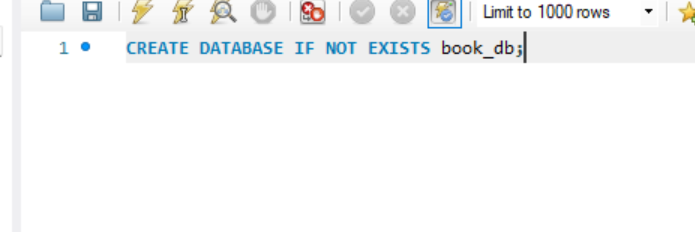 Limit to 1000 rows
1 CREATE DATABASE IF NOT EXISTS book_db;